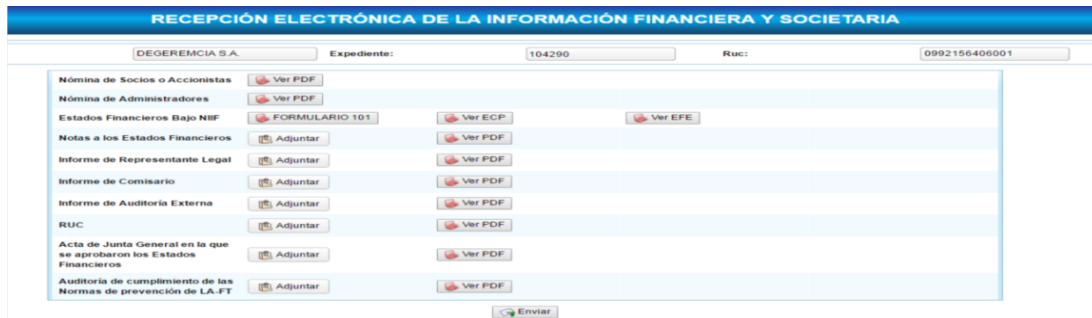 RECEPCIÓN ELECTRÓNICA DE LA INFORMACIÓN FINANCIERA Y SOCIETARIA
DEGEREMCIA S.A. Expediente: 104290 Ruc: 0992156406001
Nómina de Socios o Accionistas Ver PDF
Nómina de Administradores Ver PDF
Estados Financieros Bajo NIIF FORMULARIO 101 Ver ECP Ver EFE
Notas a los Estados Financieros Adjuntar Ver PDF
Informe de Representante Legal Adjuntar Ver PDF
Informe de Comisario Adjuntar Ver PDF
Informe de Auditoría Externa Adjuntar Ver PDF
RUC Adjuntar Ver PDF
Acta de Junta General en la que
se aprobaron los Estados Adjuntar Ver PDF
Financieros
Auditoría de cumplimiento de las
Normas de prevención de LA-FT Adjuntar Ver PDF
Enviar